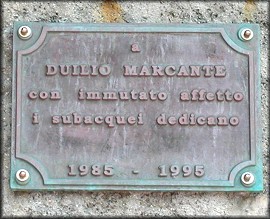 a
DUILIO MARCANTE
con immutato affetto
i subacquei dedicano
1985 - 1995